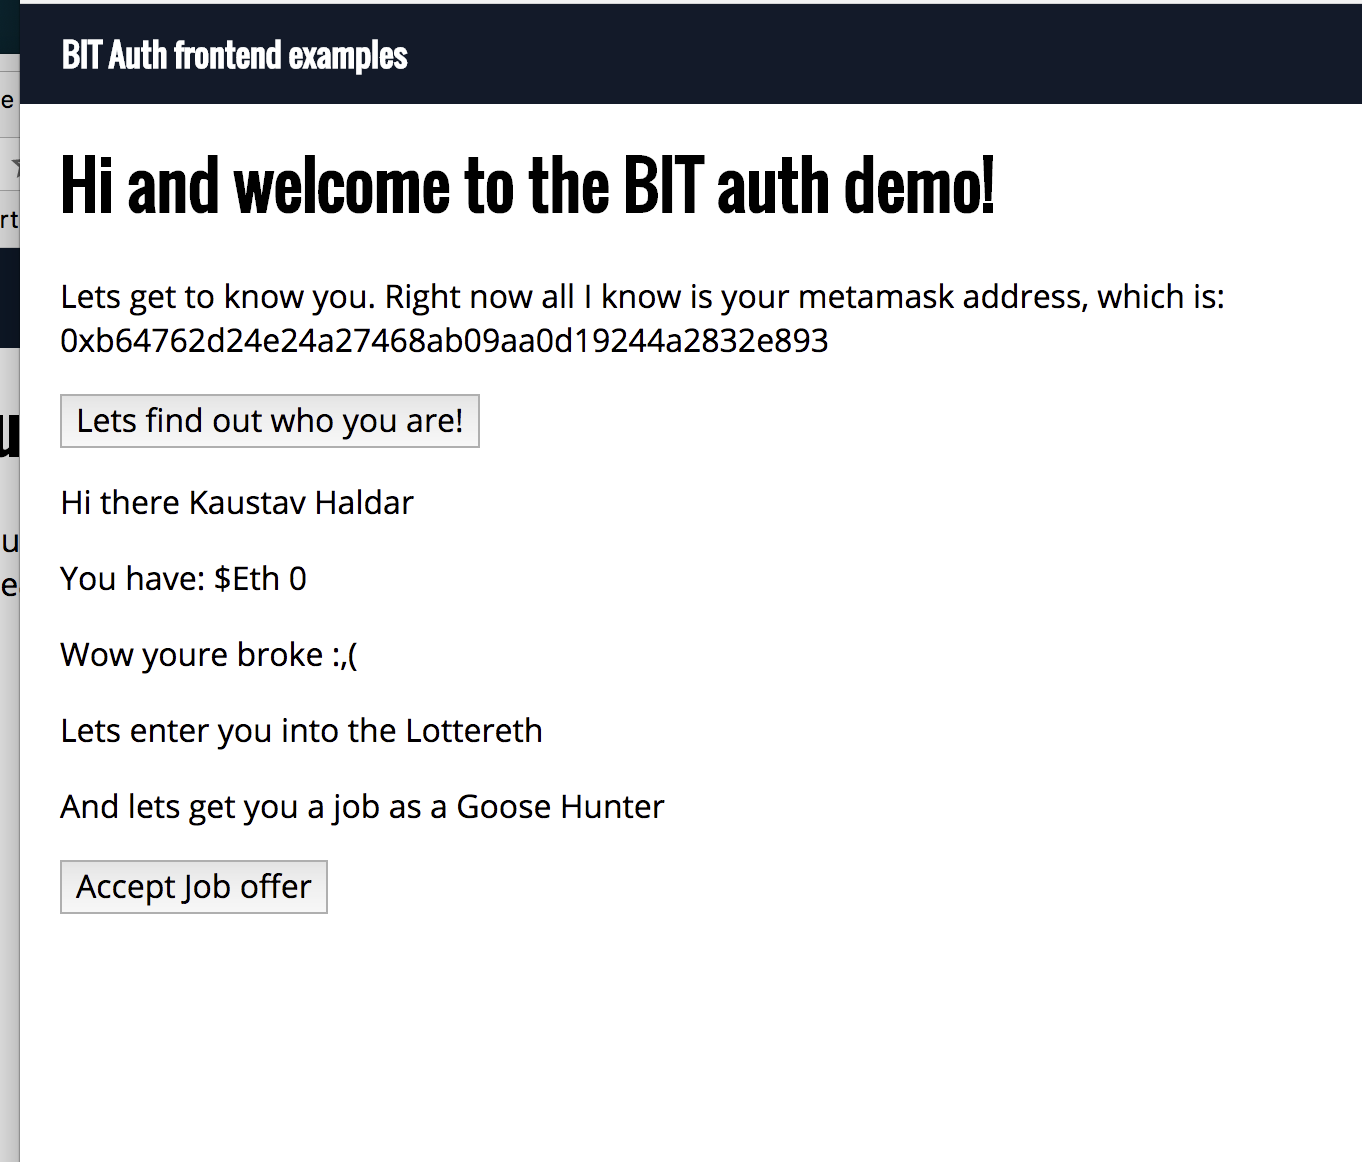 BIT Auth frontend examples
Hi and welcome to the BIT auth demo!
Lets get to know you. Right now all I know is your metamask address, which is:
0xb64762d24e24a27468ab09aa0d19244a2832e893
Lets find out who you are!
Hi there Kaustav Haldar
You have: $Eth 0
Wow youre broke :,(
Lets enter you into the Lottereth
And lets get you a job as a Goose Hunter
Accept Job offer